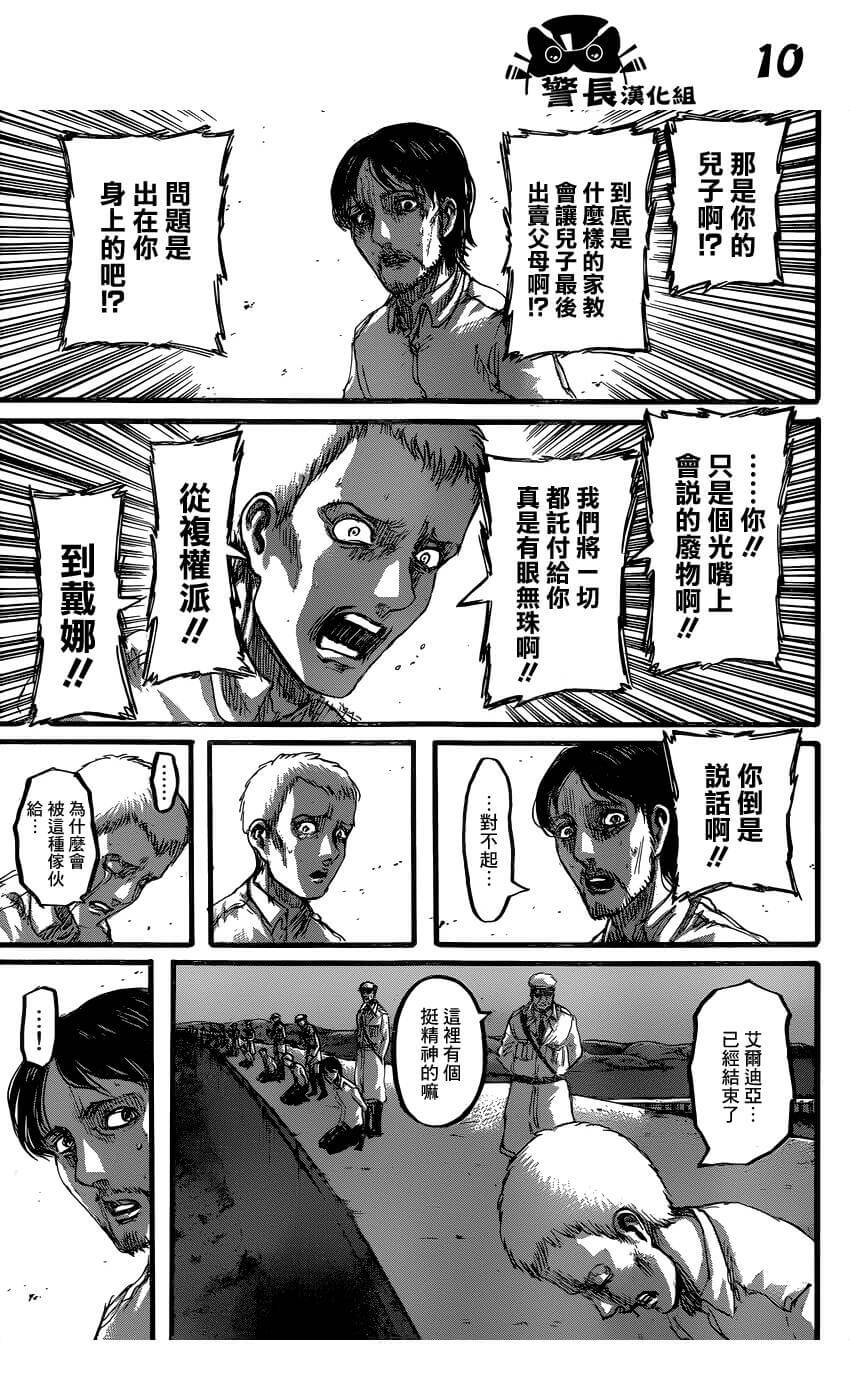 警長漢化組
10
那是你的
兒子啊!?
到底是
什麼樣的家教
會讓兒子最後
出賣父母啊!?
問題是
出在你
身上的吧!?
……你!!
只是個光嘴上
會説的廢物啊!!
我們將一切
都託付給你
真是有眼無珠啊!!
從複權派!!
到戴娜!!
你倒是
説話啊!!
…對不起…
……
為什麼會
被這種傢伙
給…
艾爾迪亞…
已經結束了
這裡有個
挺精神的嘛
…!